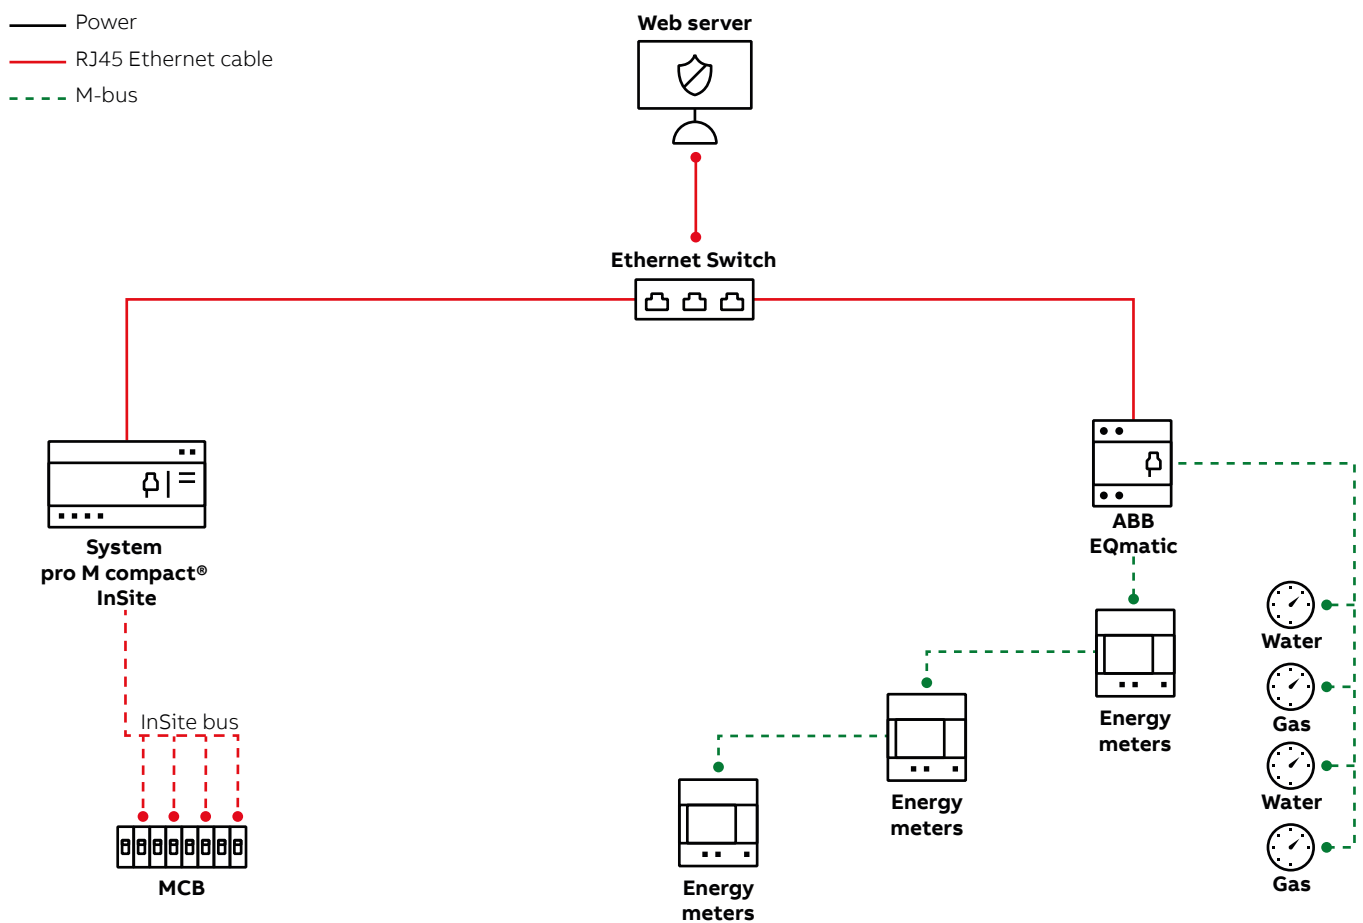 Power
RJ45 Ethernet cable
M-bus
Web server
Ethernet Switch
System
pro M compact®
InSite
InSite bus
MCB
ABB
EQmatic
Energy
meters
Energy
meters
Energy
meters
Water
Gas
Water
Gas